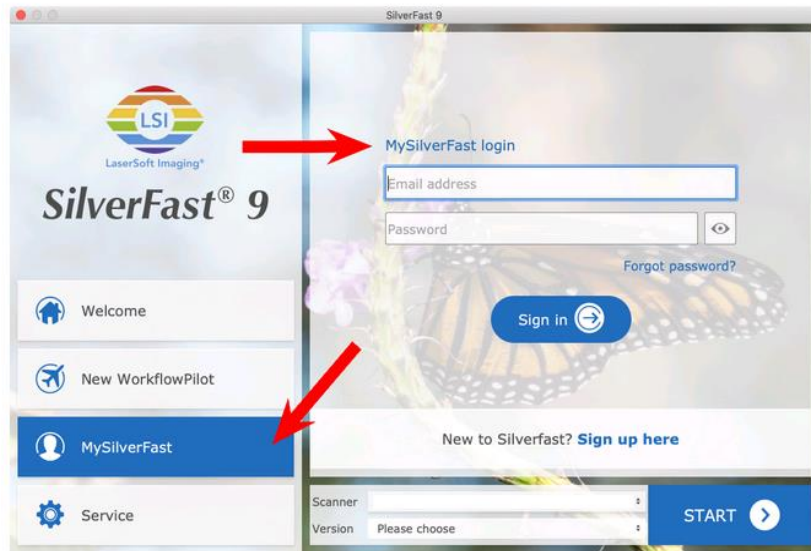 SilverFast 9
LSI
LaserSoft Imaging®
SilverFast® 9
Welcome
New WorkflowPilot
MySilverFast
Service
MySilverFast login
Email address
Password
Forgot password?
Sign in
New to Silverfast? Sign up here
Scanner
Version Please choose
START